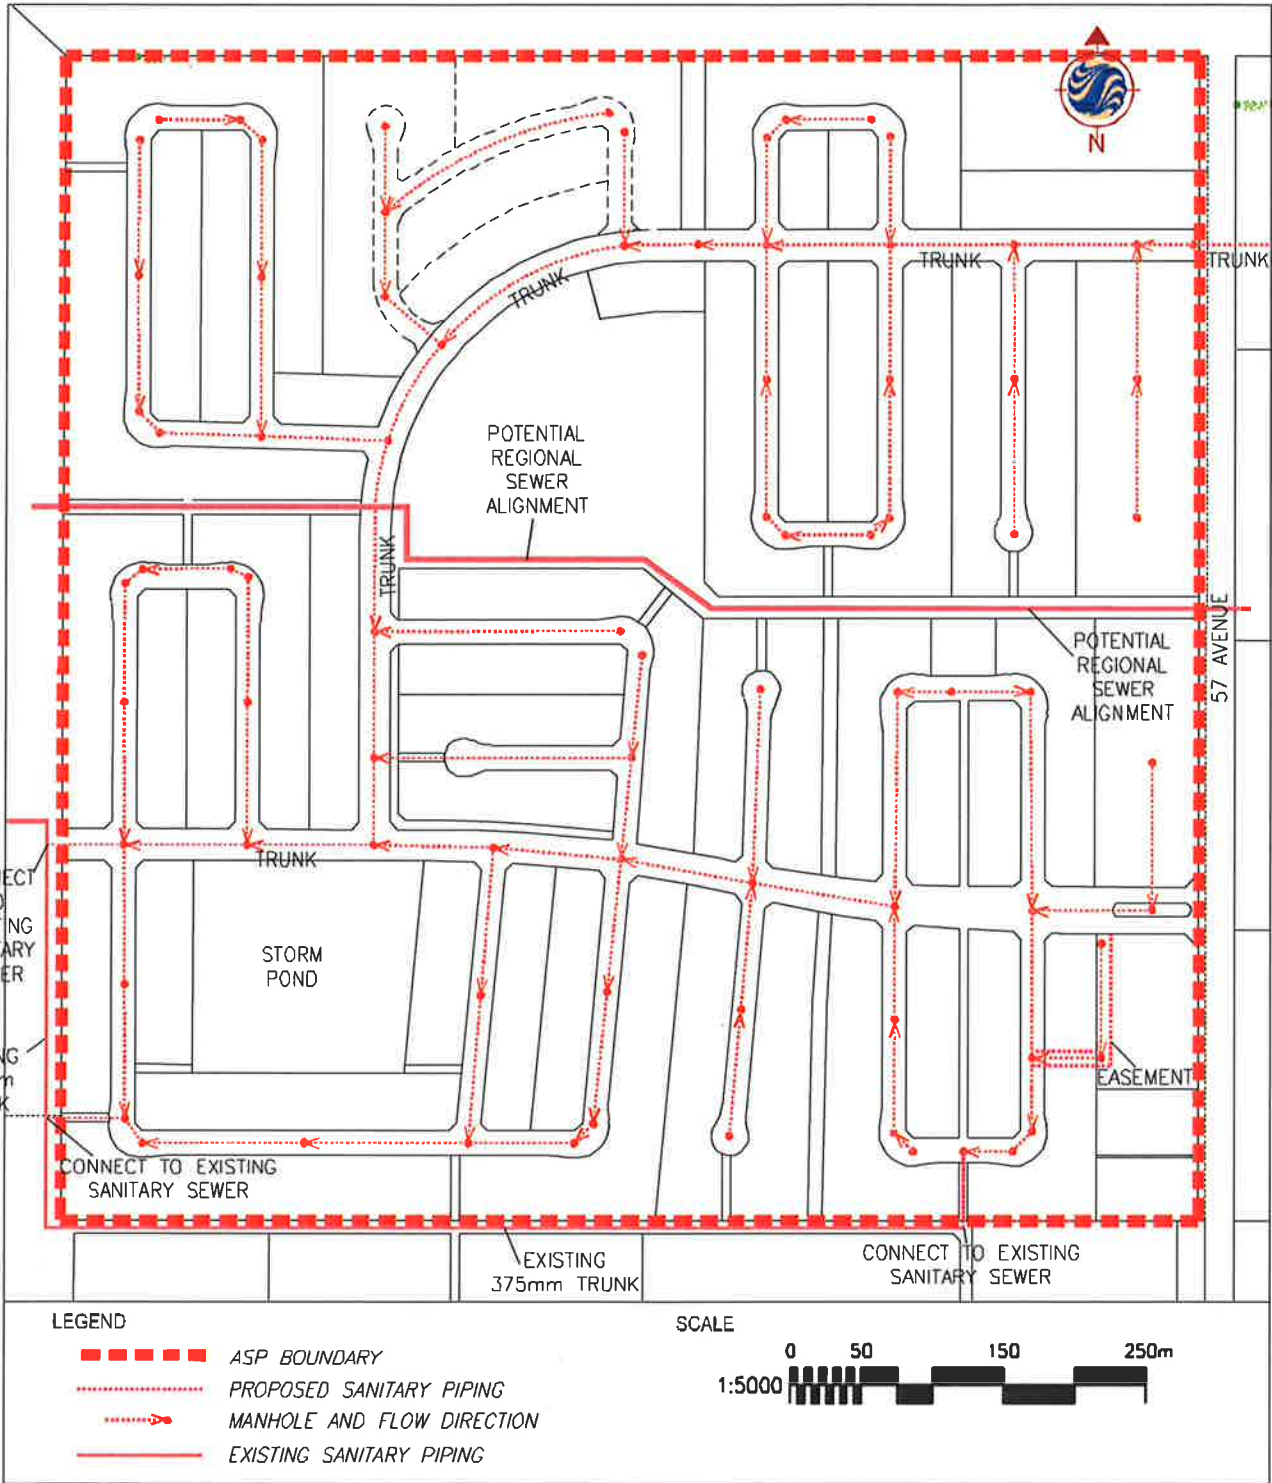 N
TRUNK
TRUNK
TRUNK
POTENTIAL
REGIONAL
SEWER
ALIGNMENT
TRUNK
57 AVENUE
POTENTIAL
REGIONAL
SEWER
ALIGNMENT
TRUNK
STORM
POND
EASEMENT
CONNECT TO EXISTING
SANITARY SEWER
EXISTING
375mm TRUNK
CONNECT TO EXISTING
SANITARY SEWER
LEGEND
ASP BOUNDARY
PROPOSED SANITARY PIPING
MANHOLE AND FLOW DIRECTION
EXISTING SANITARY PIPING
SCALE
0 50 150 250m
1:5000